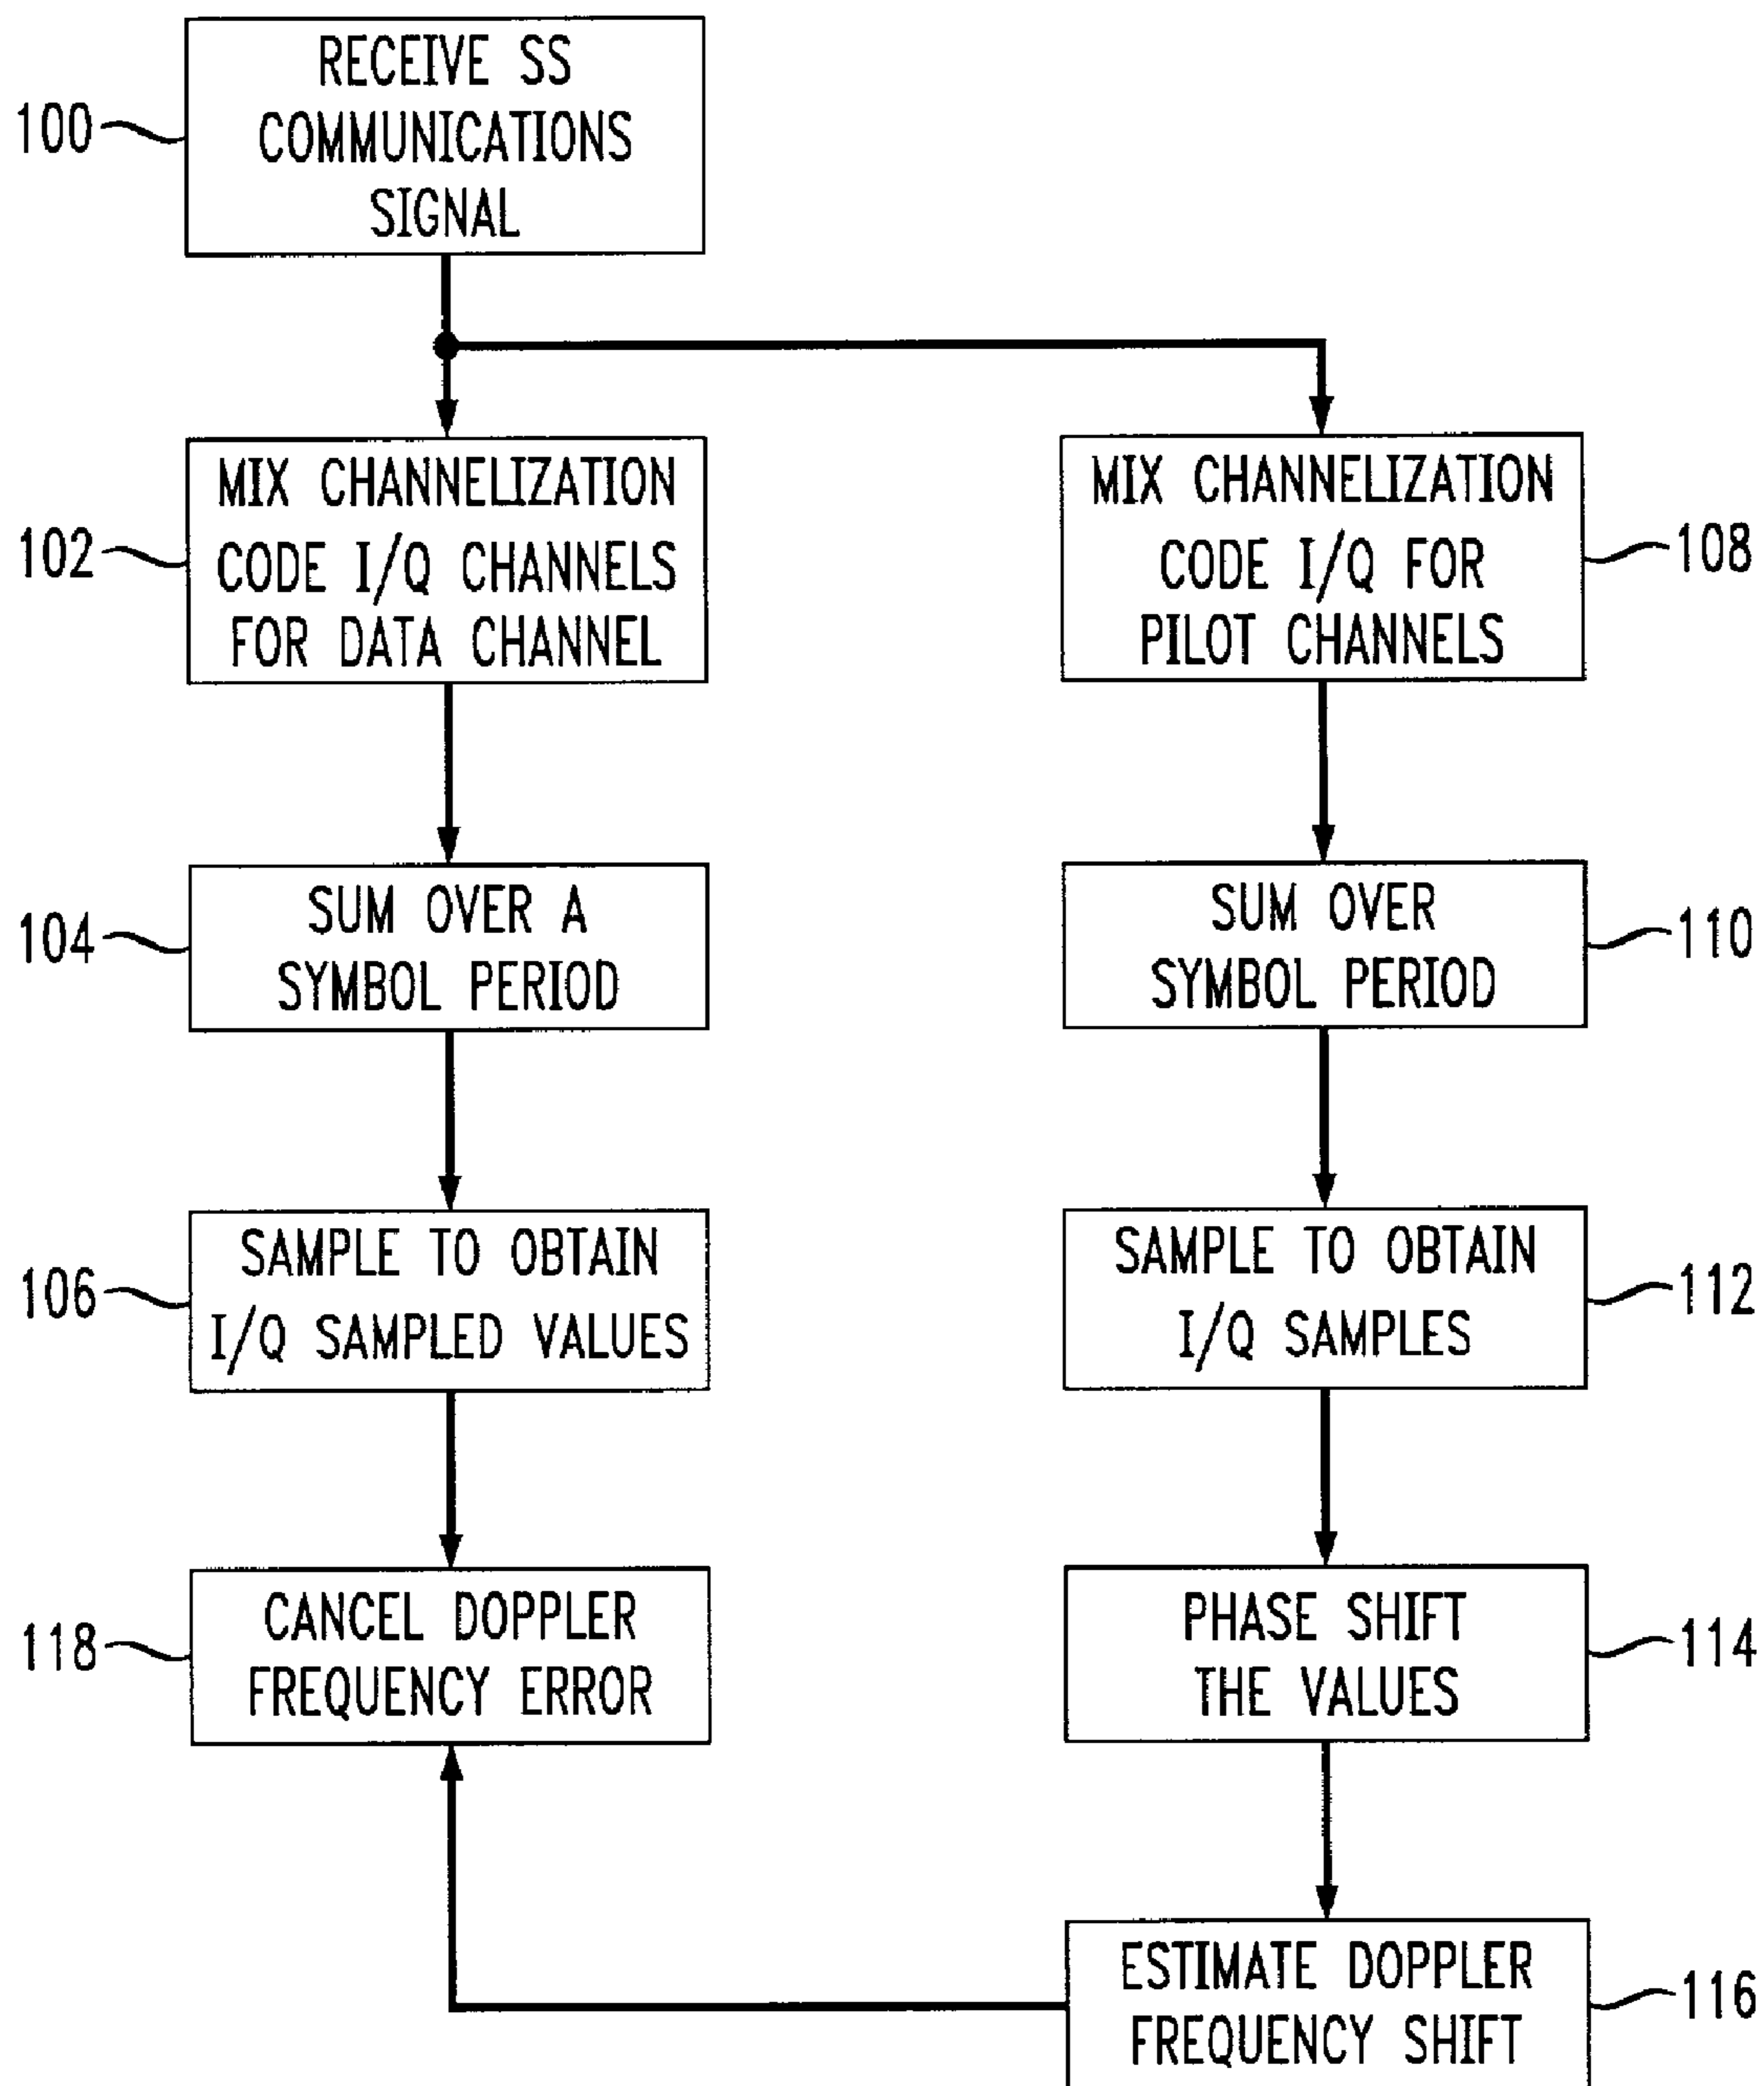 RECEIVE SS
COMMUNICATIONS
SIGNAL
100
MIX CHANNELIZATION
CODE I/Q CHANNELS
FOR DATA CHANNEL
102
MIX CHANNELIZATION
CODE I/Q FOR
PILOT CHANNELS
108
SUM OVER A
SYMBOL PERIOD
104
SUM OVER
SYMBOL PERIOD
110
SAMPLE TO OBTAIN
I/Q SAMPLED VALUES
106
SAMPLE TO OBTAIN
I/Q SAMPLES
112
CANCEL DOPPLER
FREQUENCY ERROR
118
PHASE SHIFT
THE VALUES
114
ESTIMATE DOPPLER
FREQUENCY SHIFT
116